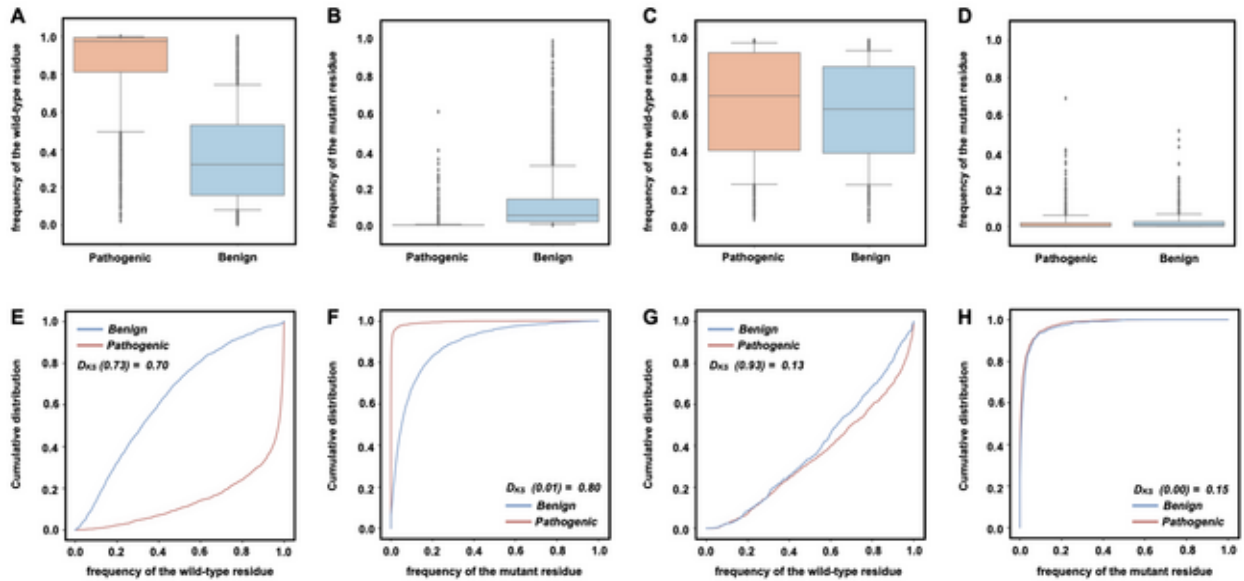 A
frequency of the wild-type residue
1.0
0.8
0.6
0.4
0.2
0.0
Pathogenic
Benign
B
frequency of the mutant residue
1.0
0.8
0.6
0.4
0.2
0.0
Pathogenic
Benign
C
frequency of the wild-type residue
1.0
0.8
0.6
0.4
0.2
0.0
Pathogenic
Benign
D
frequency of the mutant residue
1.0
0.8
0.6
0.4
0.2
0.0
Pathogenic
Benign
E
Cumulative distribution
1.0
0.8
0.6
0.4
0.2
0.0
Benign
Pathogenic
DKS (0.73) = 0.70
0.0 0.2 0.4 0.6 0.8 1.0
frequency of the wild-type residue
F
Cumulative distribution
1.0
0.8
0.6
0.4
0.2
0.0
DKS (0.01) = 0.80
Benign
Pathogenic
0.0 0.2 0.4 0.6 0.8 1.0
frequency of the mutant residue
G
Cumulative distribution
1.0
0.8
0.6
0.4
0.2
0.0
Benign
Pathogenic
DKS (0.93) = 0.13
0.0 0.2 0.4 0.6 0.8 1.0
frequency of the wild-type residue
H
Cumulative distribution
1.0
0.8
0.6
0.4
0.2
0.0
DKS (0.00) = 0.15
Benign
Pathogenic
0.0 0.2 0.4 0.6 0.8 1.0
frequency of the mutant residue